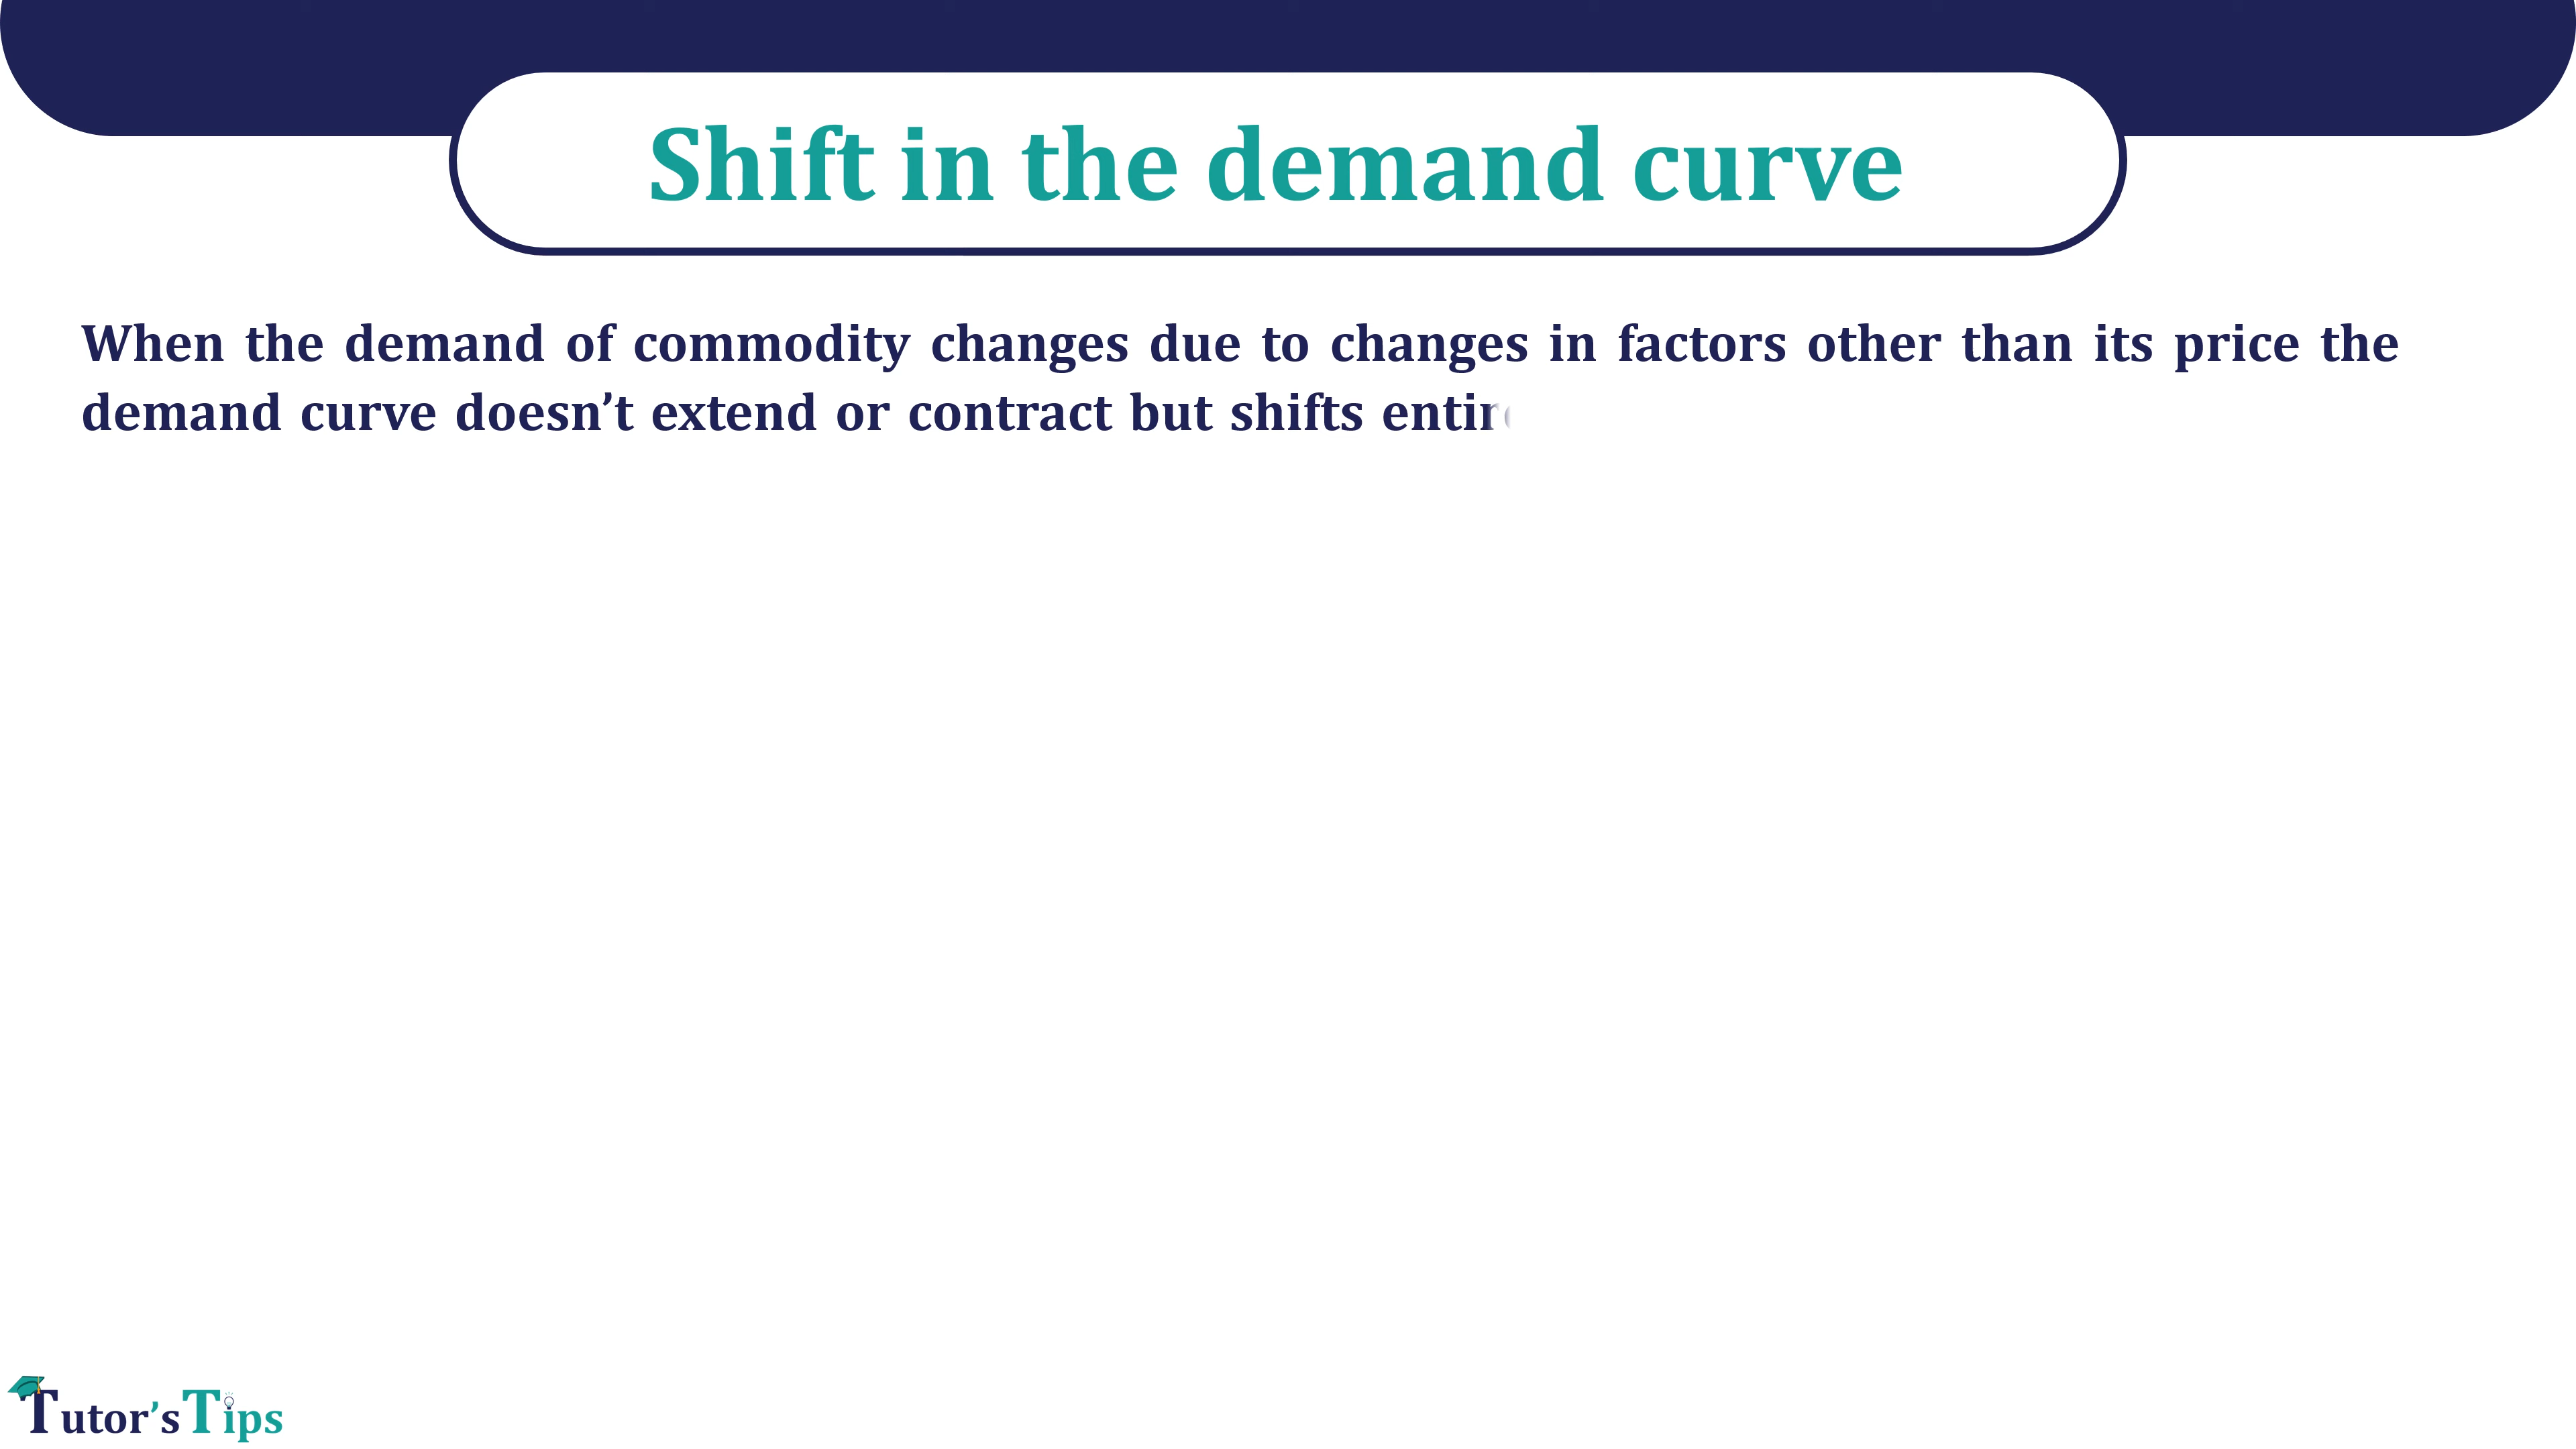 Shift in the demand curve
When the demand of commodity changes due to changes in factors other than its price the
demand curve doesn’t extend or contract but shifts
Tutor’s Tips